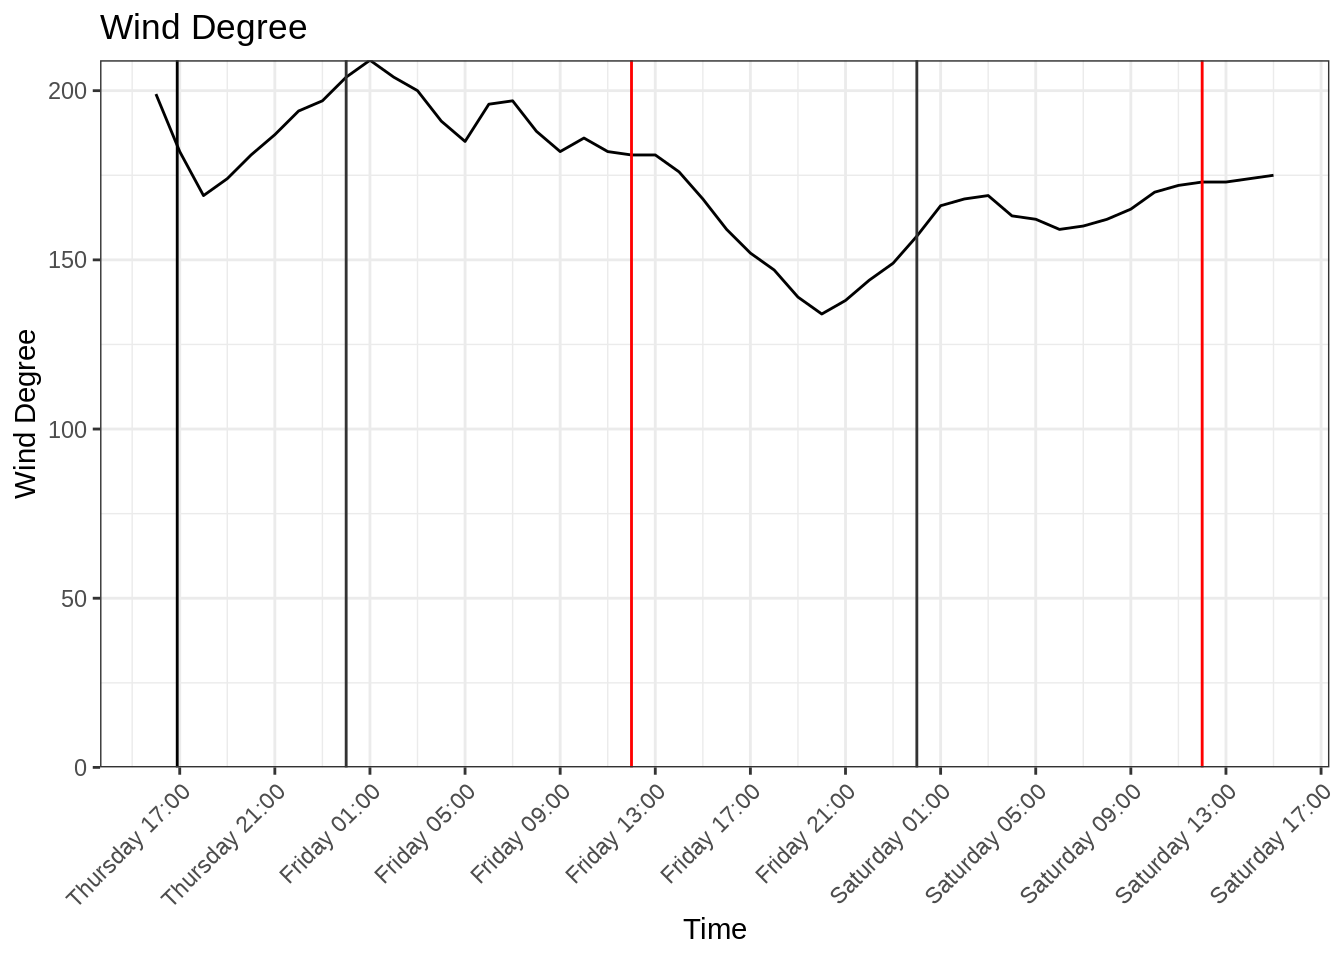 Wind Degree
Wind Degree
200
150
100
50
0
Thursday 17:00
Thursday 21:00
Friday 01:00
Friday 05:00
Friday 09:00
Friday 13:00
Friday 17:00
Friday 21:00
Saturday 01:00
Saturday 05:00
Saturday 09:00
Saturday 13:00
Saturday 17:00
Time